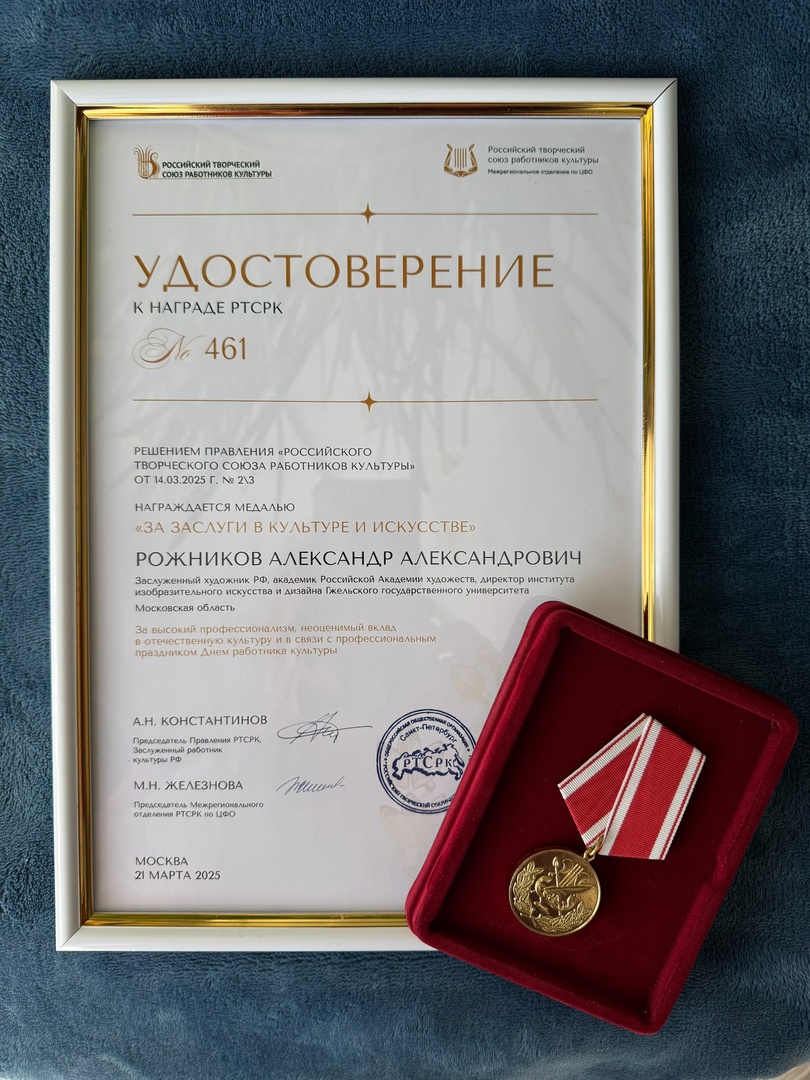 РОССИЙСКИЙ ТВОРЧЕСКИЙ
СОЮЗ РАБОТНИКОВ КУЛЬТУРЫ
Российский творческий
союз работников культуры
Межрегиональное отделение по ЦФО
УДОСТОВЕРЕНИЕ
К НАГРАДЕ РТСРК
№ 461
РЕШЕНИЕМ ПРАВЛЕНИЯ «РОССИЙСКОГО
ТВОРЧЕСКОГО СОЮЗА РАБОТНИКОВ КУЛЬТУРЫ»
ОТ 14.03.2025 Г. № 2\3
НАГРАЖДАЕТСЯ МЕДАЛЬЮ
«ЗА ЗАСЛУГИ В КУЛЬТУРЕ И ИСКУССТВЕ»
РОЖНИКОВ АЛЕКСАНДР АЛЕКСАНДРОВИЧ
Заслуженный художник РФ, академик Российской Академии художеств, директор института
изобразительного искусства и дизайна Гжельского государственного университета
Московская область
За высокий профессионализм, неоценимый вклад
в отечественную культуру и в связи с профессиональным
праздником Днем работника культуры
А.Н. КОНСТАНТИНОВ
Председатель Правления РТСРК,
Заслуженный работник
культуры РФ
М.Н. ЖЕЛЕЗНОВА
Председатель Межрегионального
отделения РТСРК по ЦФО
ОБЩЕСТВЕННАЯ ОРГАНИЗАЦИЯ
Санкт-Петербург
РТСРК
МОСКВА
21 МАРТА 2025